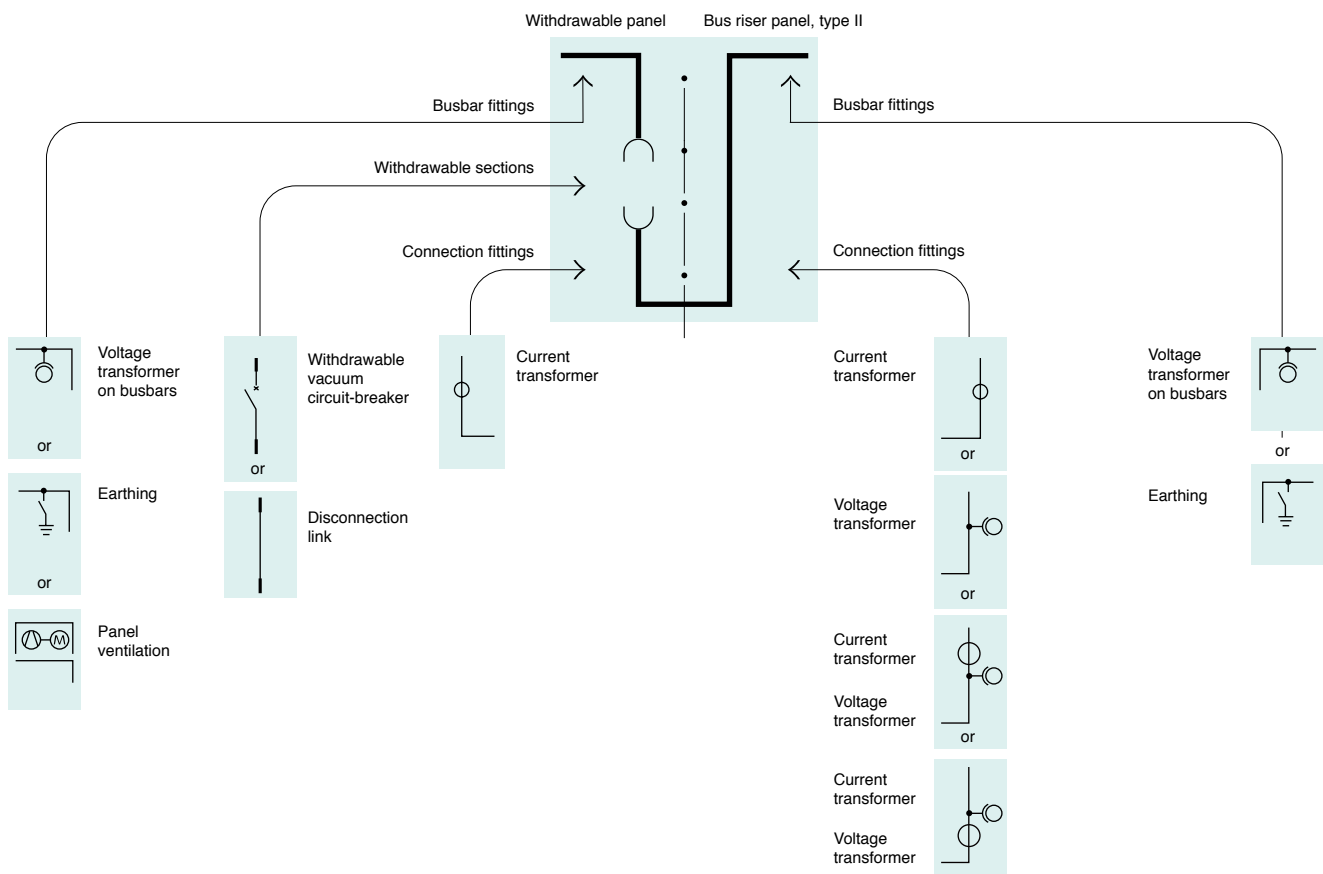 Withdrawable panel
Bus riser panel, type II
Busbar fittings
Busbar fittings
Withdrawable sections
Connection fittings
Connection fittings
Voltage
transformer
on busbars
or
Earthing
or
Panel
ventilation
M
Withdrawable
vacuum
circuit-breaker
or
Disconnection
link
Current
transformer
Current
transformer
or
Voltage
transformer
or
Current
transformer
Voltage
transformer
or
Current
transformer
Voltage
transformer
Voltage
transformer
on busbars
or
Earthing